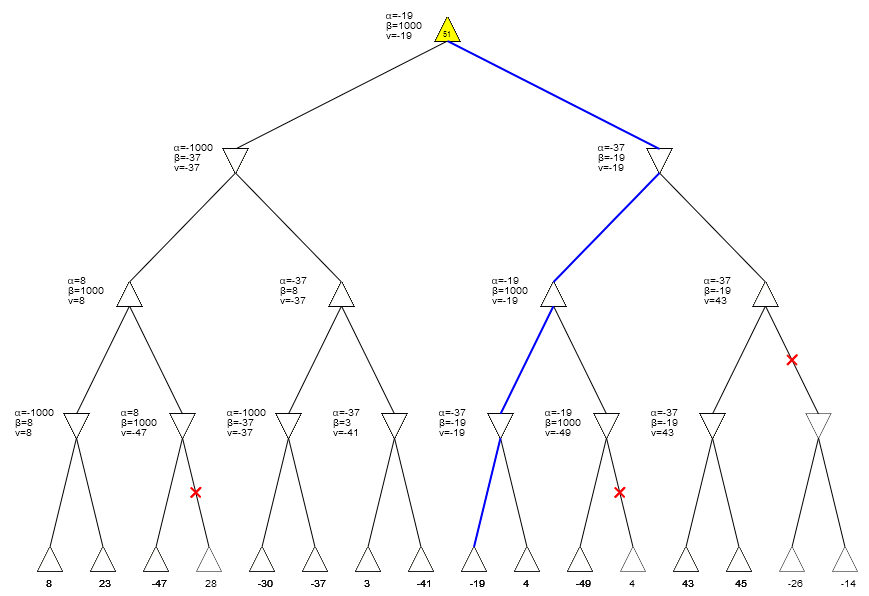 α=-19
β=1000
v=-19
51
α=-1000
β=-37
v=-37
α=-37
β=-19
v=-19
α=8
β=1000
v=8
α=-37
β=8
v=-37
α=-19
β=1000
v=-19
α=-37
β=-19
v=43
α=-1000
β=8
v=8
α=8
β=1000
v=-47
α=-1000
β=-37
v=-37
α=-37
β=3
v=-41
α=-37
β=-19
v=-19
α=-19
β=1000
v=-49
α=-37
β=-19
v=43
8 23 -47 28 -30 -37 3 -41 -19 4 -49 4 43 45 -26 -14